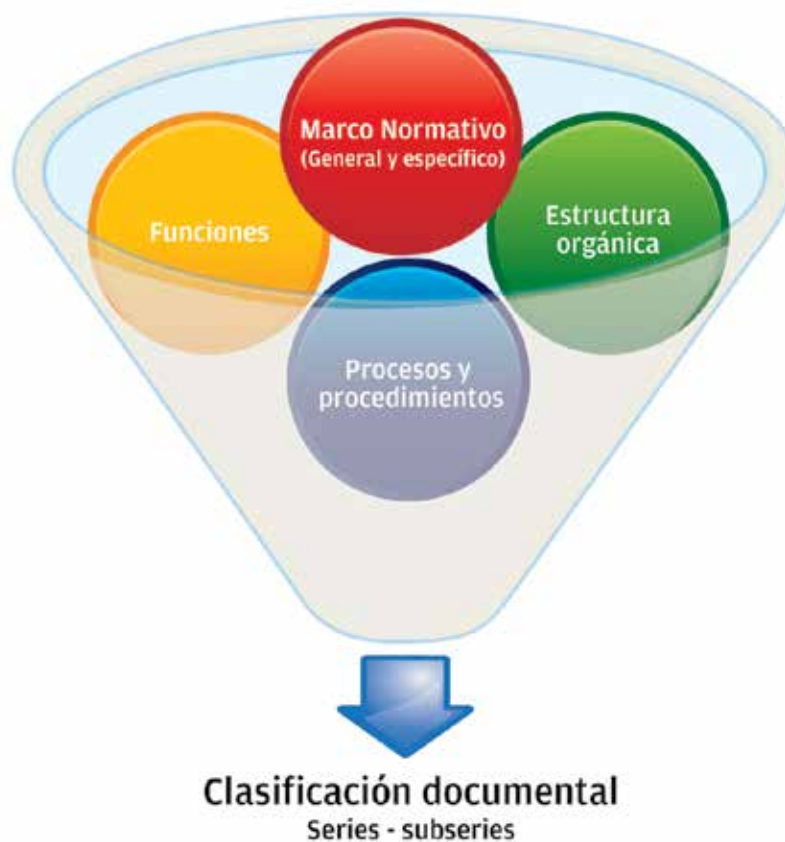 Marco Normativo
(General y específico)
Funciones
Estructura
orgánica
Procesos y
procedimientos
Clasificación documental
Series - subseries